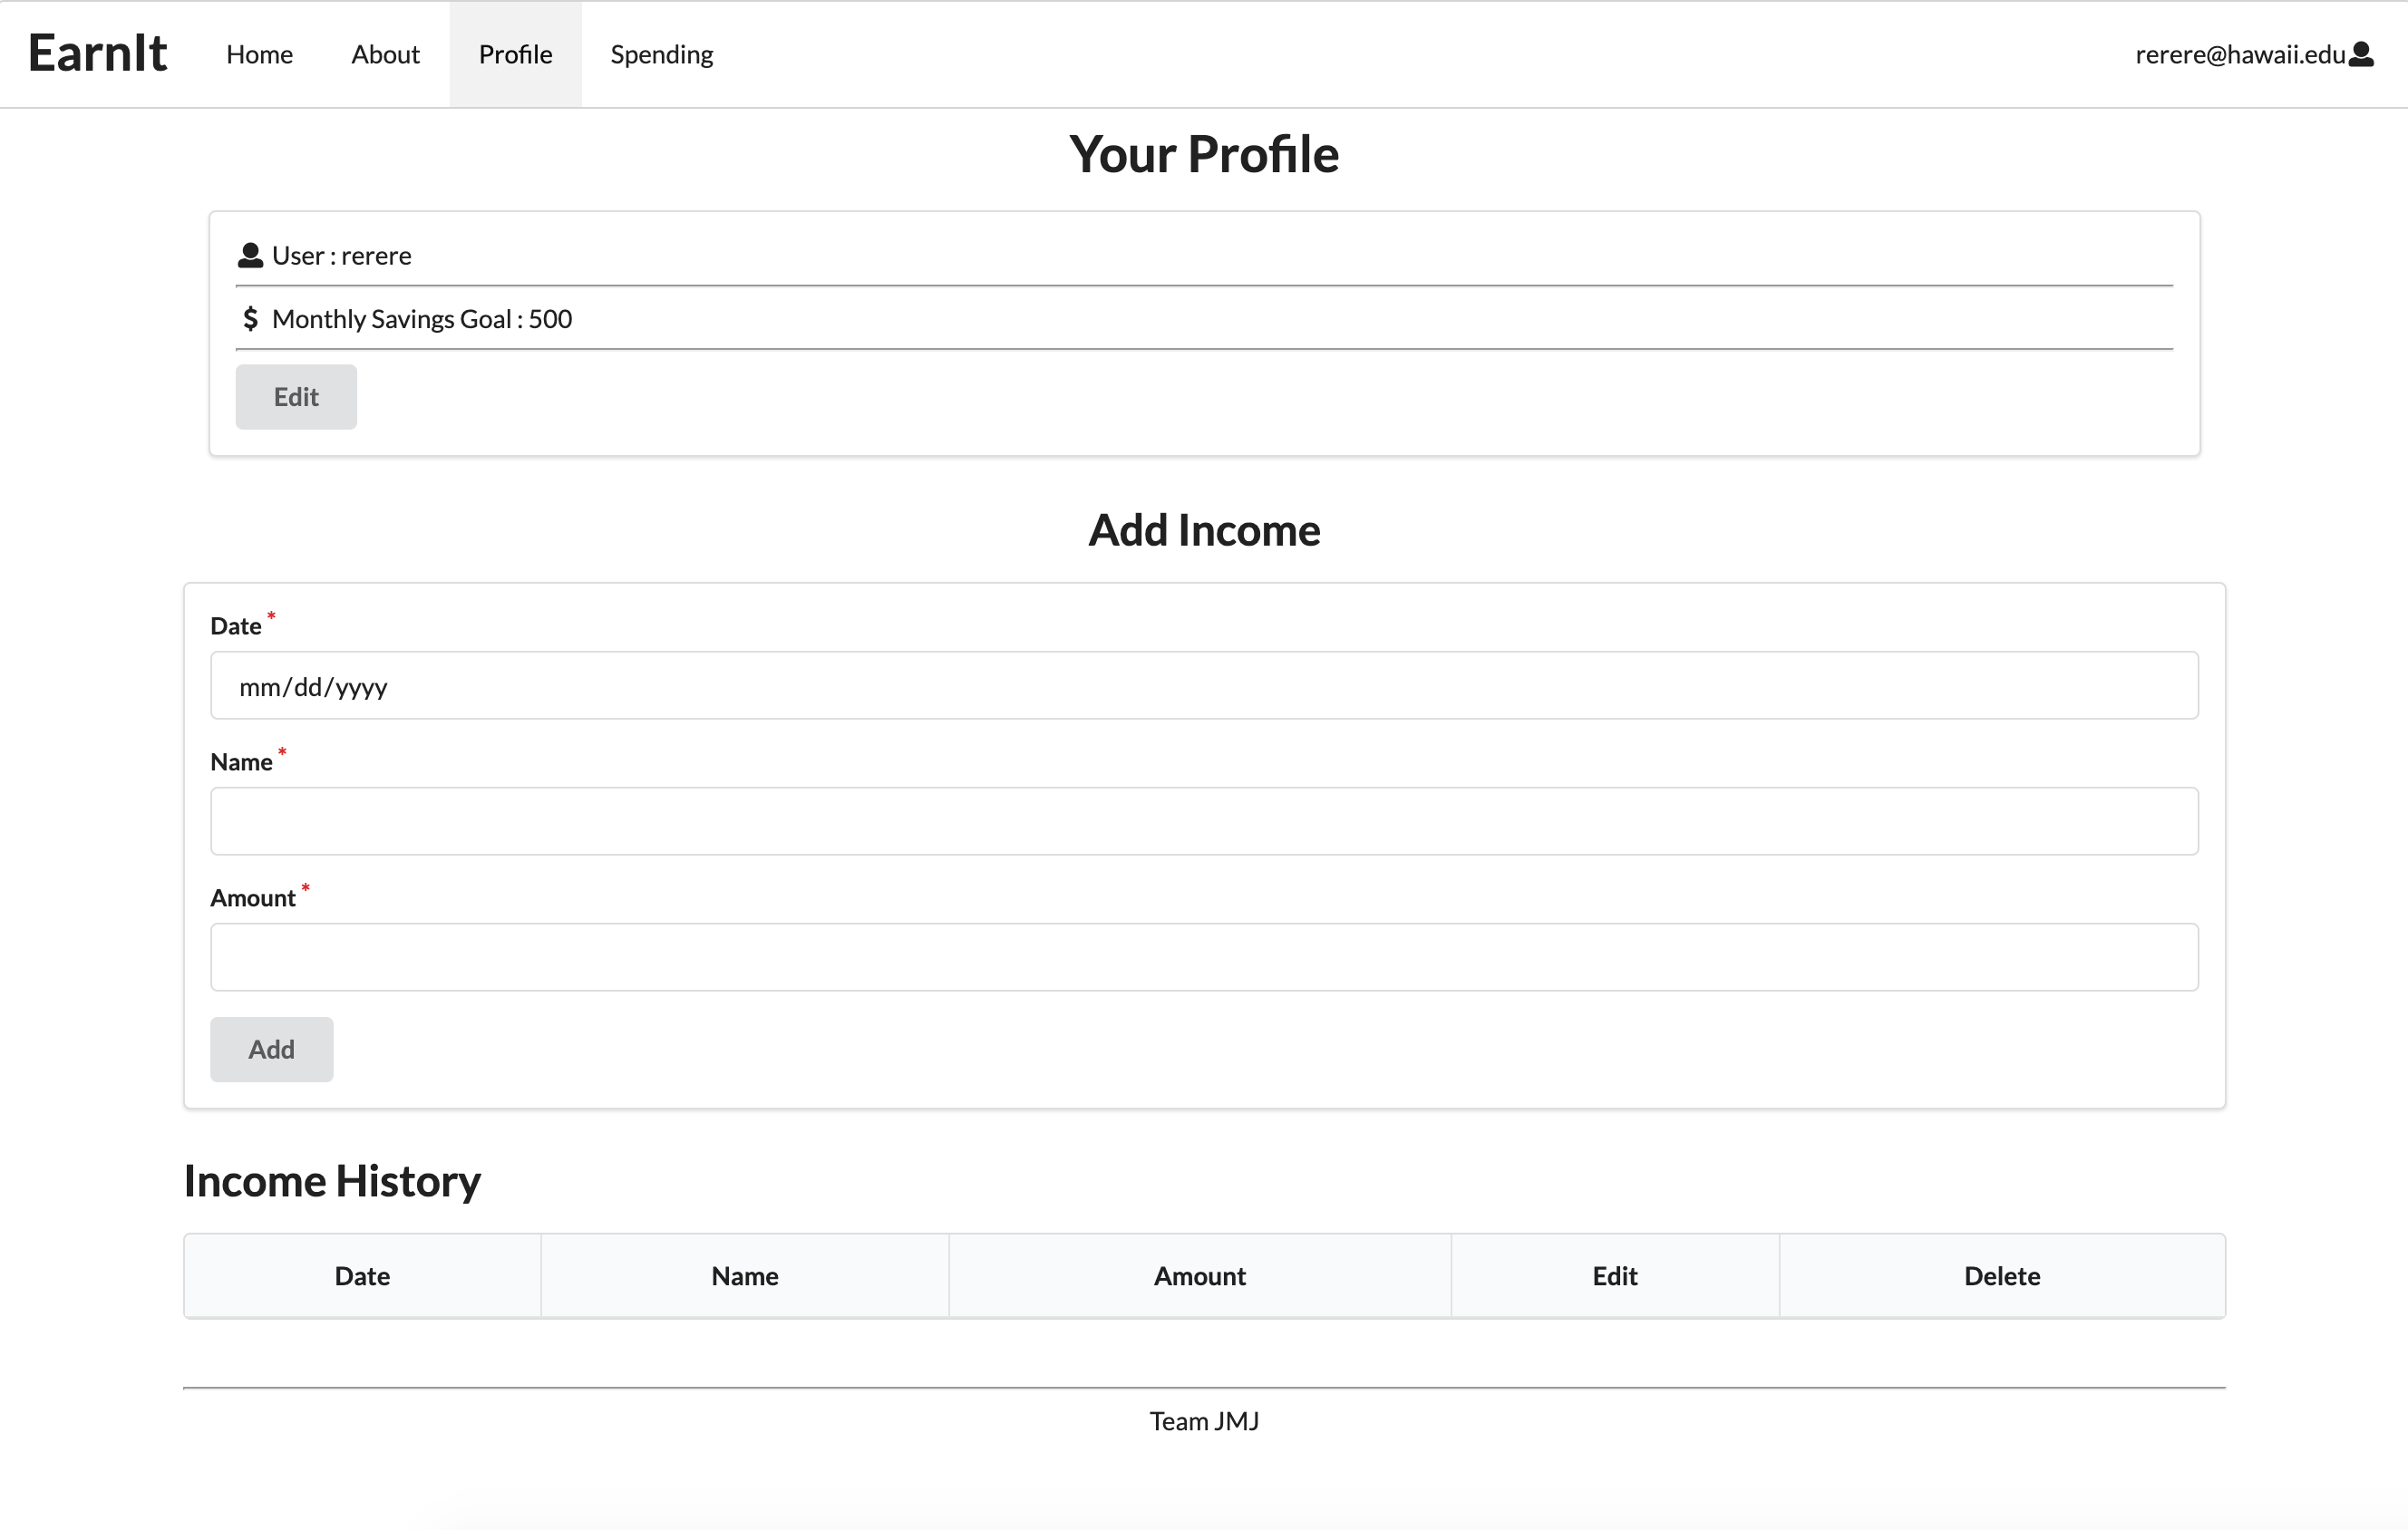 EarnIt Home About Profile Spending rerere@hawaii.edu
Your Profile
User : rerere
$ Monthly Savings Goal : 500
Edit
Add Income
Date *
mm/dd/yyyy
Name *
Amount *
Add
Income History
Date Name Amount Edit Delete
Team JMJ